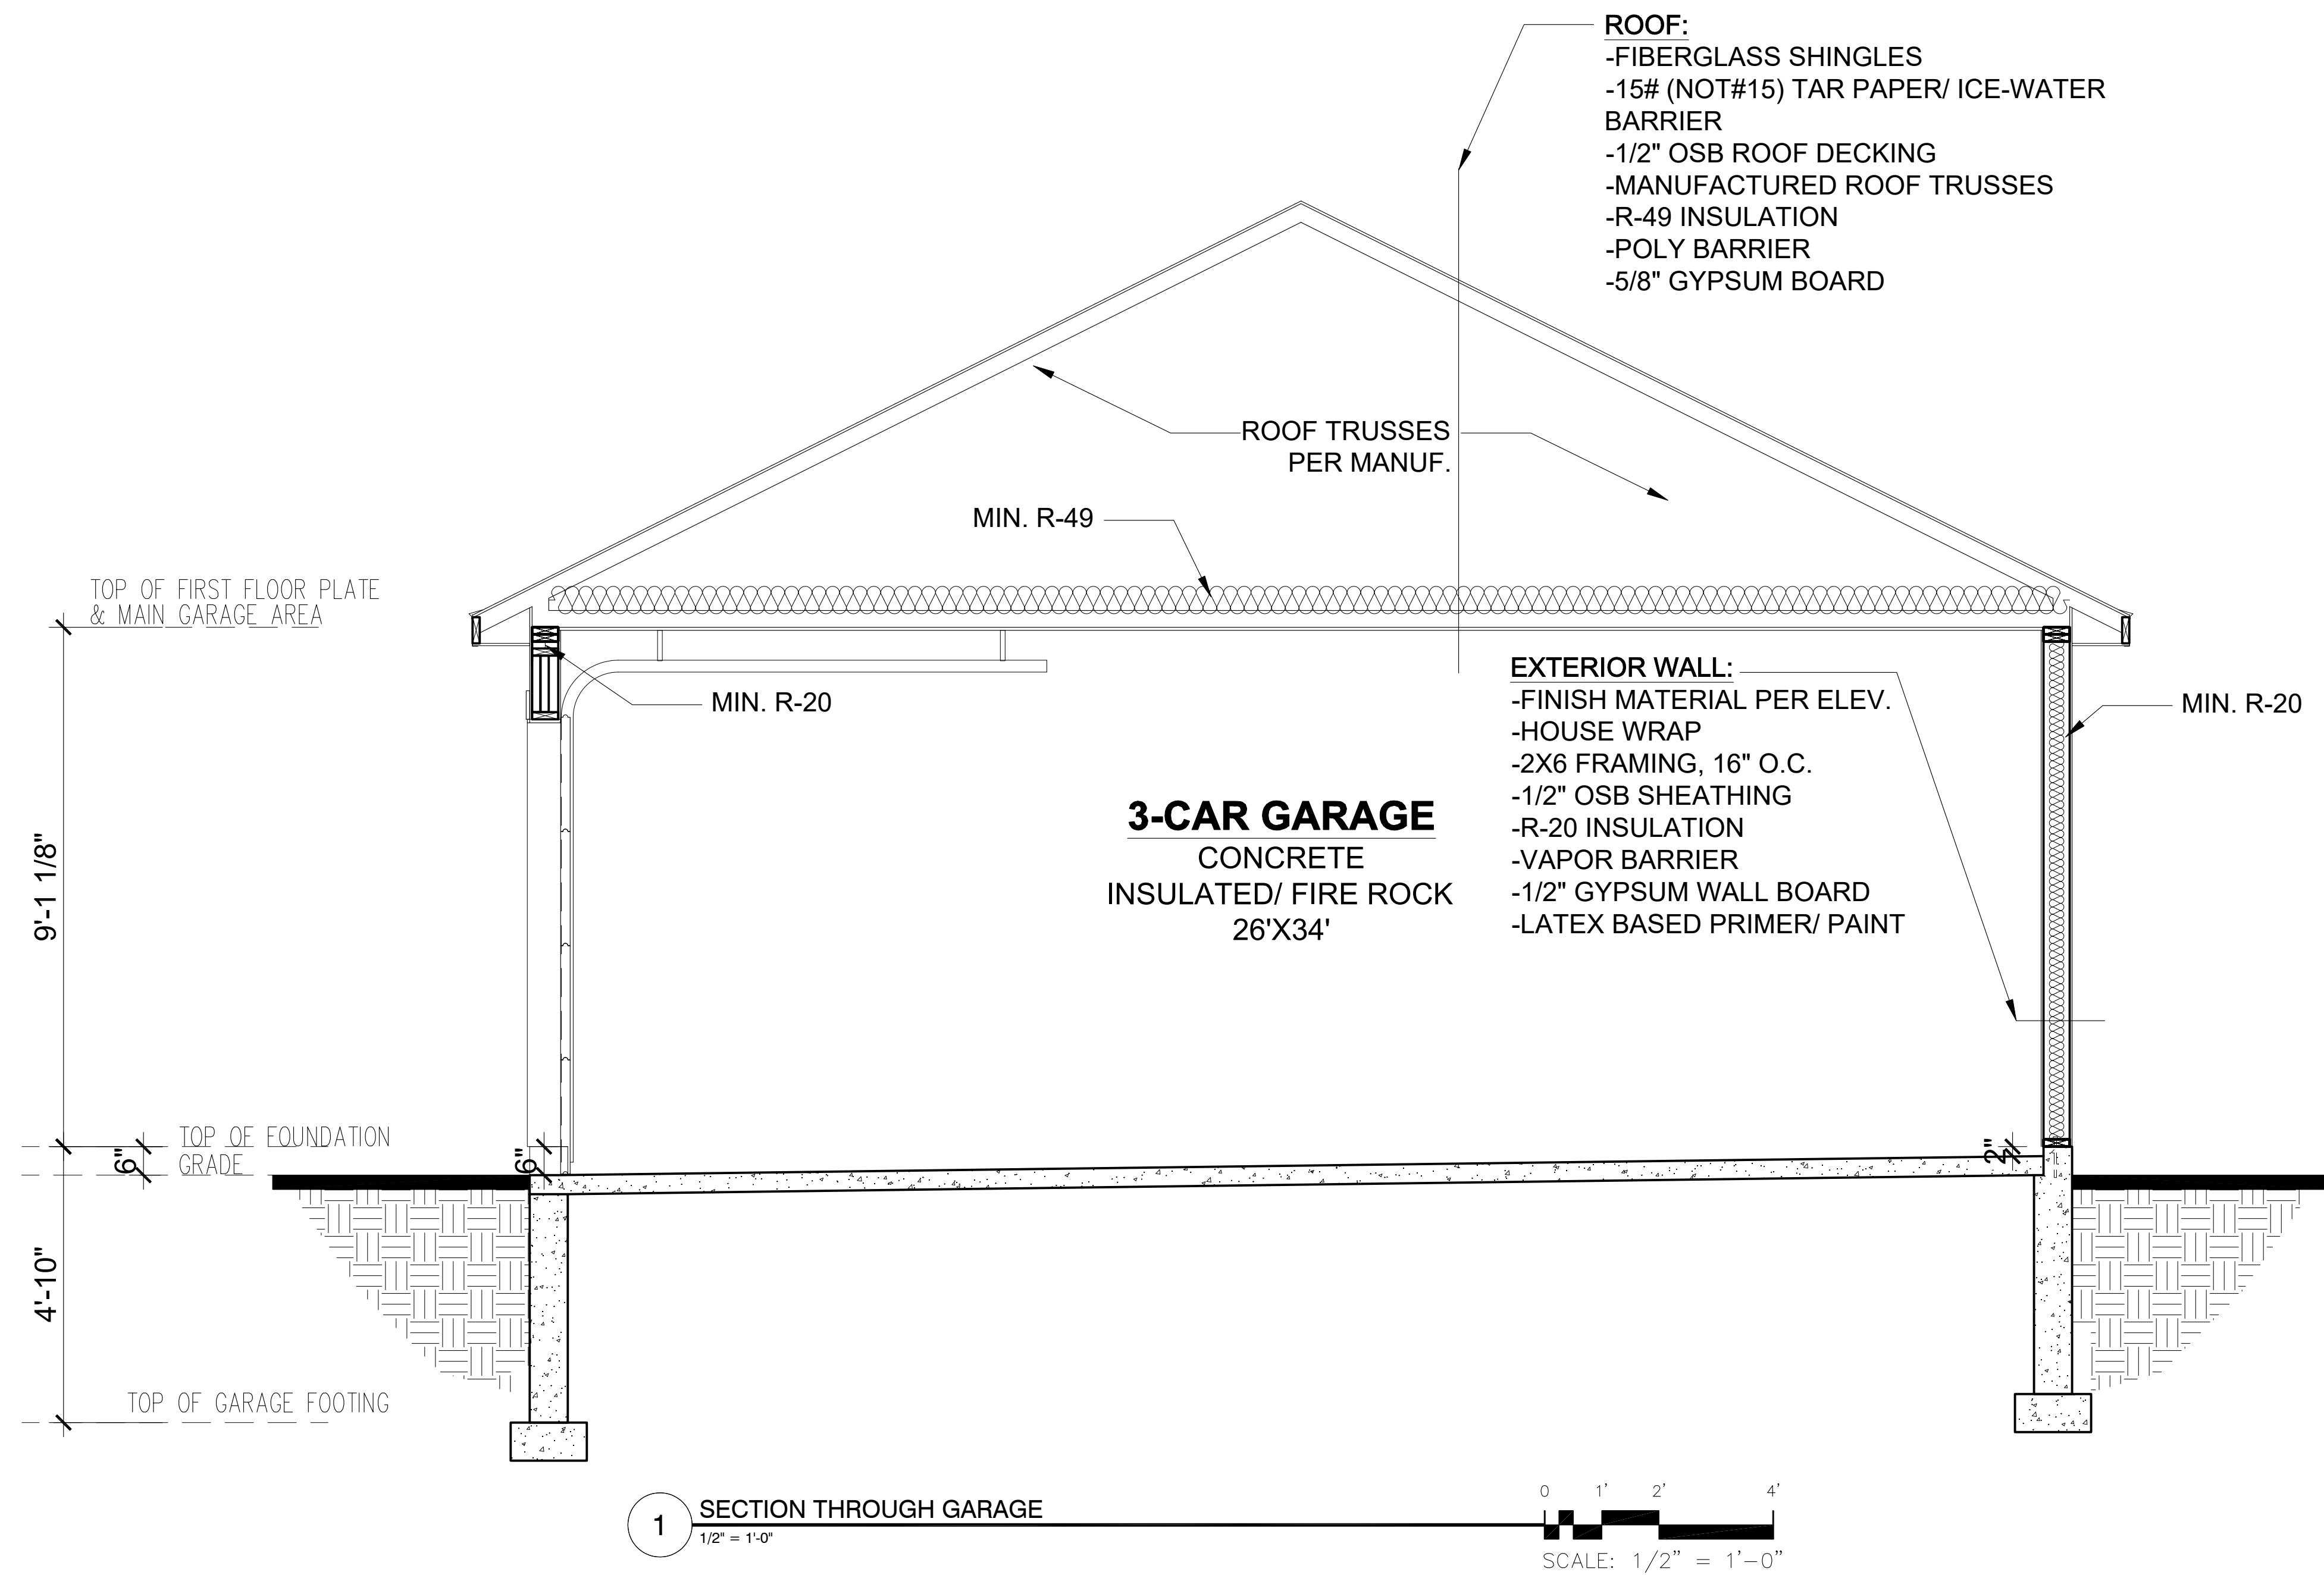 ROOF:
-FIBERGLASS SHINGLES
-15# (NOT#15) TAR PAPER/ ICE-WATER
BARRIER
-1/2" OSB ROOF DECKING
-MANUFACTURED ROOF TRUSSES
-R-49 INSULATION
-POLY BARRIER
-5/8" GYPSUM BOARD
ROOF TRUSSES
PER MANUF.
MIN. R-49
TOP OF FIRST FLOOR PLATE
& MAIN GARAGE AREA
MIN. R-20
EXTERIOR WALL:
-FINISH MATERIAL PER ELEV.
-HOUSE WRAP
-2X6 FRAMING, 16" O.C.
-1/2" OSB SHEATHING
-R-20 INSULATION
-VAPOR BARRIER
-1/2" GYPSUM WALL BOARD
-LATEX BASED PRIMER/ PAINT
MIN. R-20
3-CAR GARAGE
CONCRETE
INSULATED/ FIRE ROCK
26'X34'
9'-1 1/8"
TOP OF FOUNDATION
GRADE
6"
6"
2"
4'-10"
TOP OF GARAGE FOOTING
1
SECTION THROUGH GARAGE
1/2" = 1'-0"
0 1' 2' 4'
SCALE: 1/2" = 1'-0"